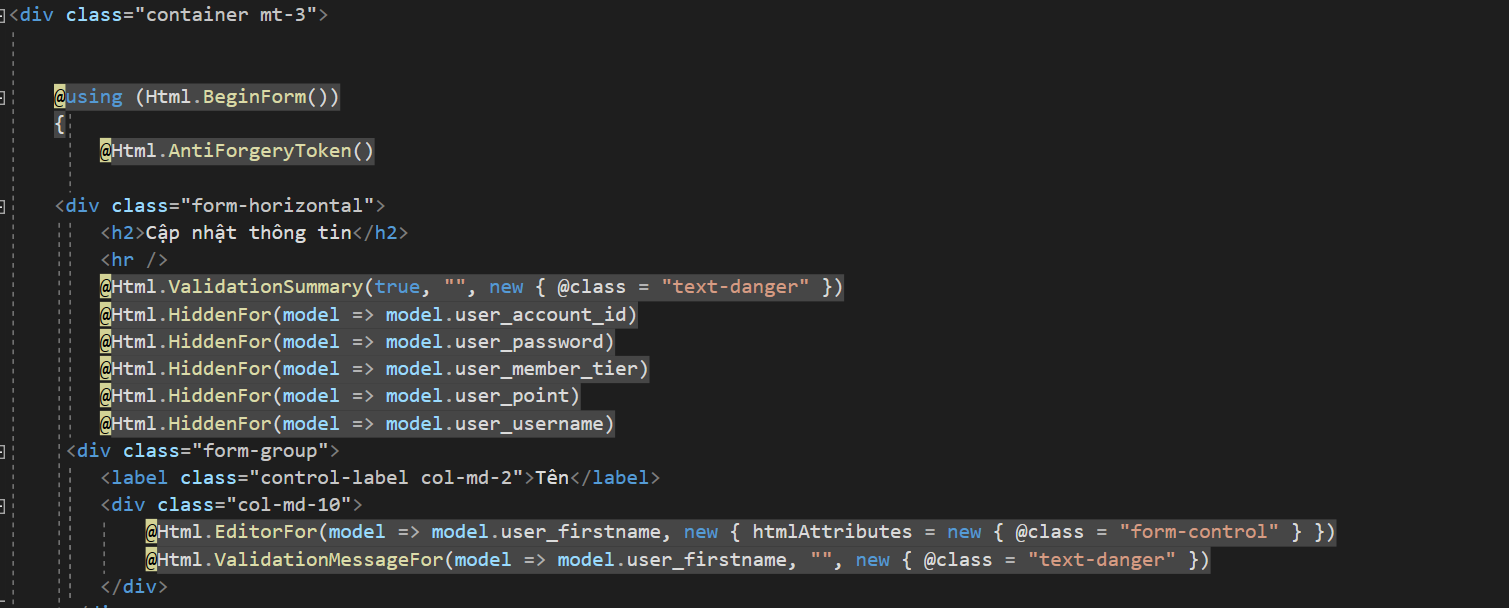 <div class="container mt-3">
@using (Html.BeginForm())
{
@Html.AntiForgeryToken()
<div class="form-horizontal">
<h2>Cập nhật thông tin</h2>
<hr />
@Html.ValidationSummary(true, "", new { @class = "text-danger" })
@Html.HiddenFor(model => model.user_account_id)
@Html.HiddenFor(model => model.user_password)
@Html.HiddenFor(model => model.user_member_tier)
@Html.HiddenFor(model => model.user_point)
@Html.HiddenFor(model => model.user_username)
<div class="form-group">
<label class="control-label col-md-2">Tên</label>
<div class="col-md-10">
@Html.EditorFor(model => model.user_firstname, new { htmlAttributes = new { @class = "form-control" } })
@Html.ValidationMessageFor(model => model.user_firstname, "", new { @class = "text-danger" })
</div>